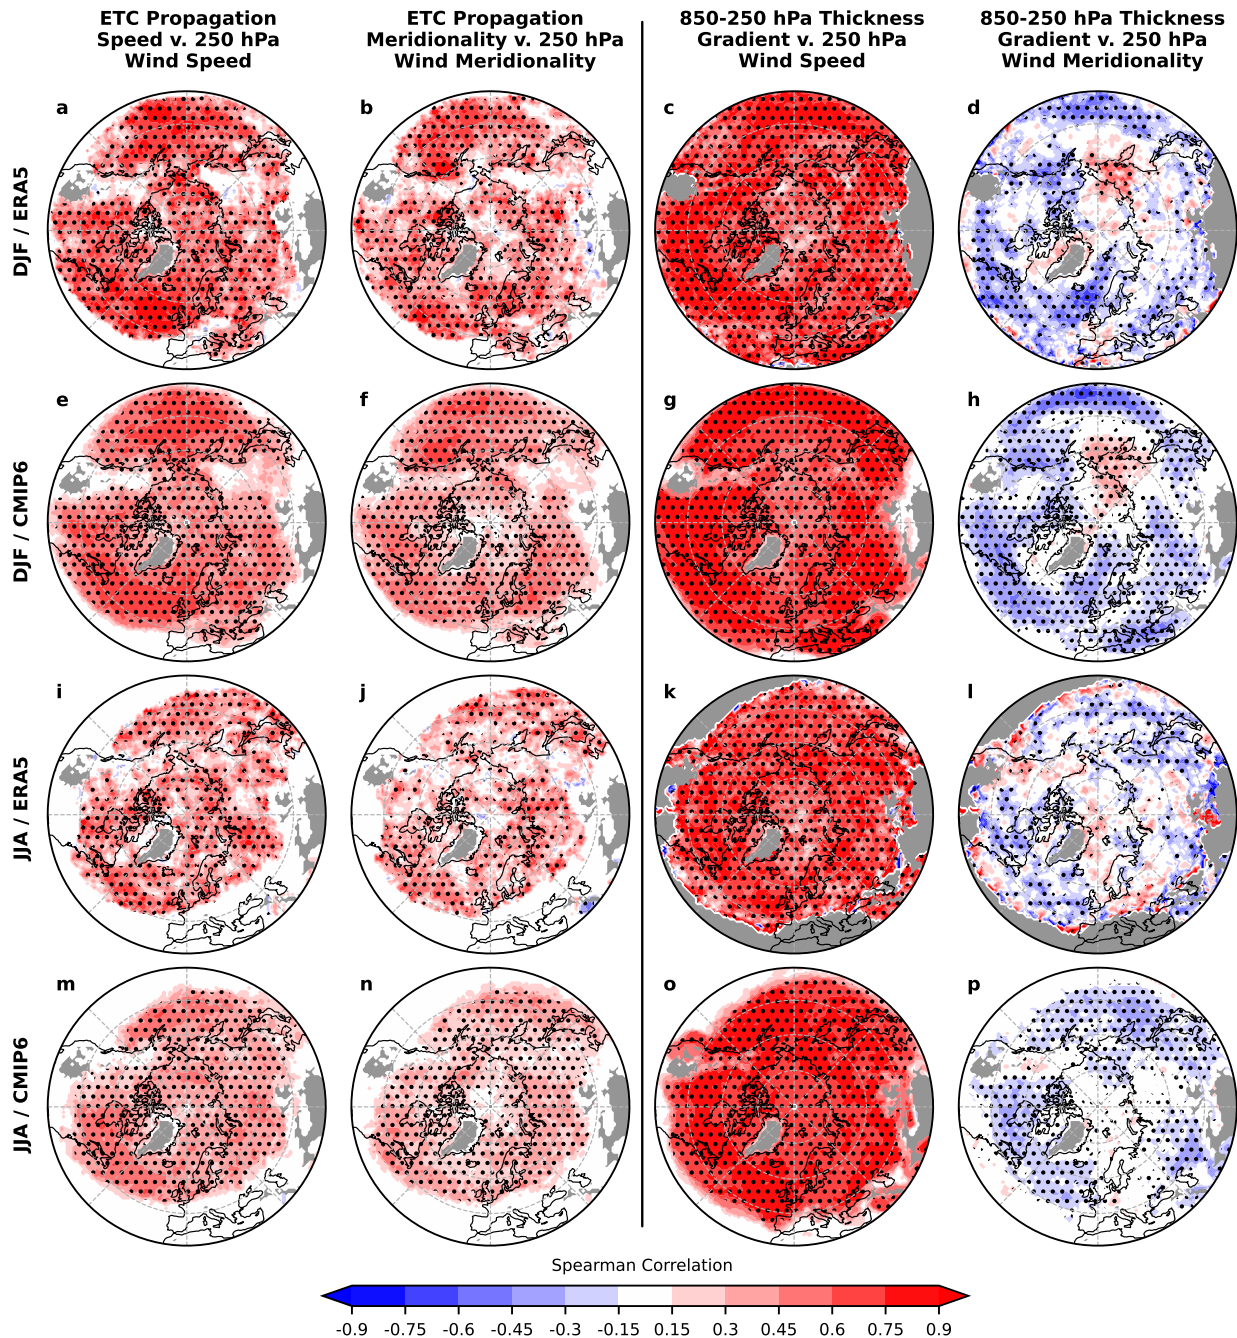 ETC Propagation
Speed v. 250 hPa
Wind Speed
ETC Propagation
Meridionality v. 250 hPa
Wind Meridionality
850-250 hPa Thickness
Gradient v. 250 hPa
Wind Speed
850-250 hPa Thickness
Gradient v. 250 hPa
Wind Meridionality
DJF / ERA5
a
b
c
d
DJF / CMIP6
e
f
g
h
JJA / ERA5
i
j
k
l
JJA / CMIP6
m
n
o
p
Spearman Correlation
-0.9 -0.75 -0.6 -0.45 -0.3 -0.15 0.15 0.3 0.45 0.6 0.75 0.9